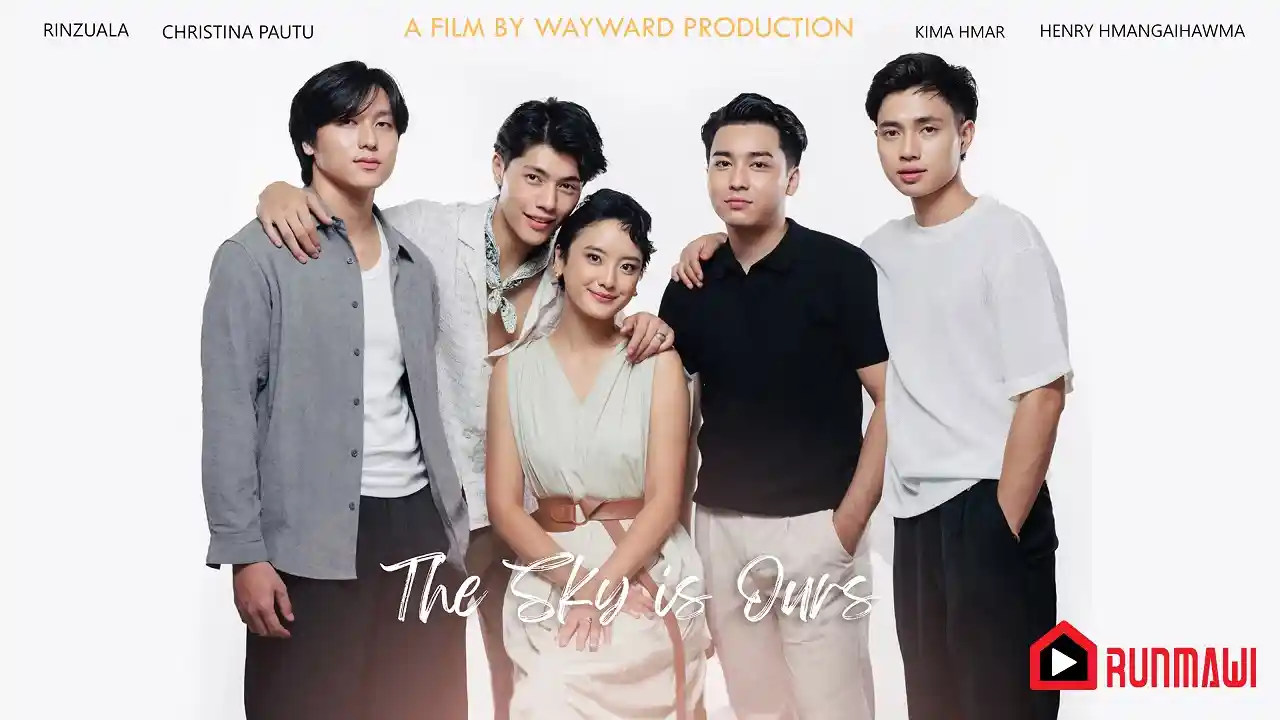 RINZUALA CHRISTINA PAUTU A FILM BY WAYWARD PRODUCTION KIMA HMAR HENRY HMANGAIHAWMA
The Sky is Ours
RUNMAWI